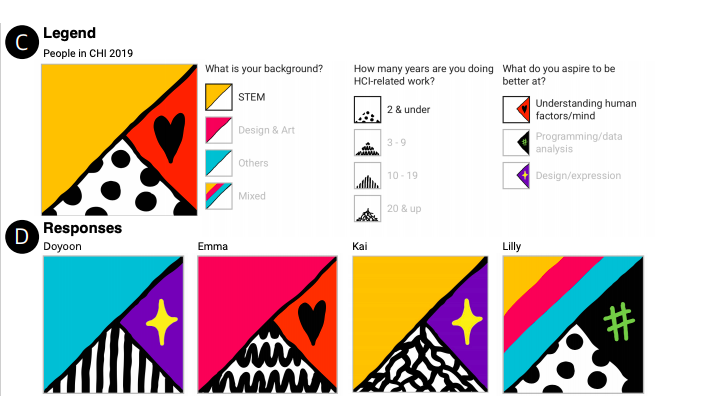 C
Legend
People in CHI 2019
What is your background?
STEM
Design & Art
Others
Mixed
How many years are you doing
HCI-related work?
2 & under
3 - 9
10 - 19
20 & up
What do you aspire to be
better at?
Understanding human
factors/mind
#
Programming/data
analysis
Design/expression
D
Responses
Doyoon
Emma
Kai
Lilly
#